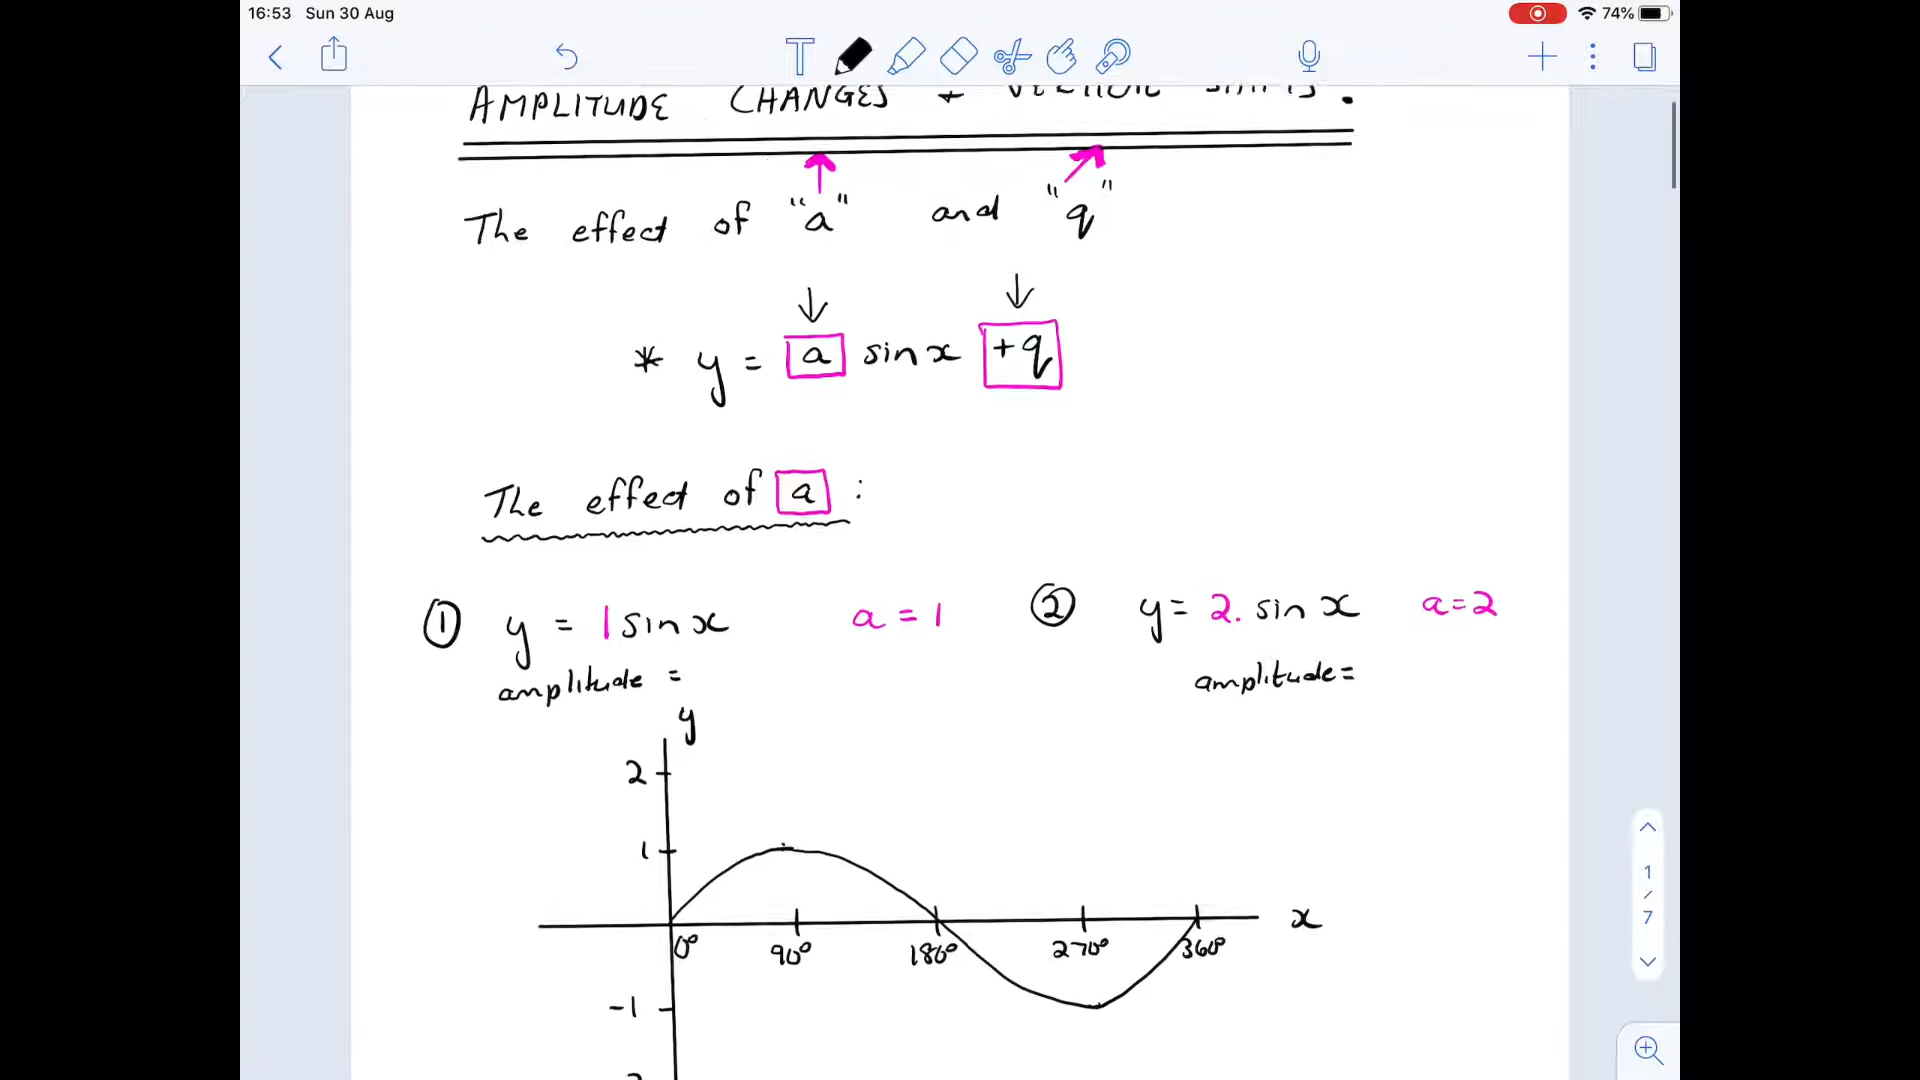 16:53 Sun 30 Aug 74%
AMPLITUDE CHANGES +
The effect of "a" and "q"
* y = a sin x + q
The effect of a :
① y = 1 sin x a = 1
amplitude =
② y = 2. sin x a = 2
amplitude =
y
2
1
0° 90° 180° 270° 360° x
-1
1
/
7